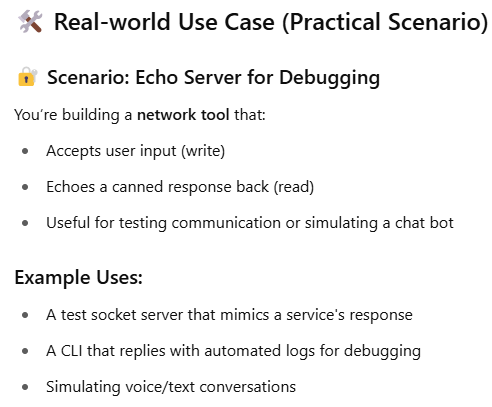 🛠 Real-world Use Case (Practical Scenario)
🔐 Scenario: Echo Server for Debugging
You're building a network tool that:
• Accepts user input (write)
• Echoes a canned response back (read)
• Useful for testing communication or simulating a chat bot
Example Uses:
• A test socket server that mimics a service's response
• A CLI that replies with automated logs for debugging
• Simulating voice/text conversations